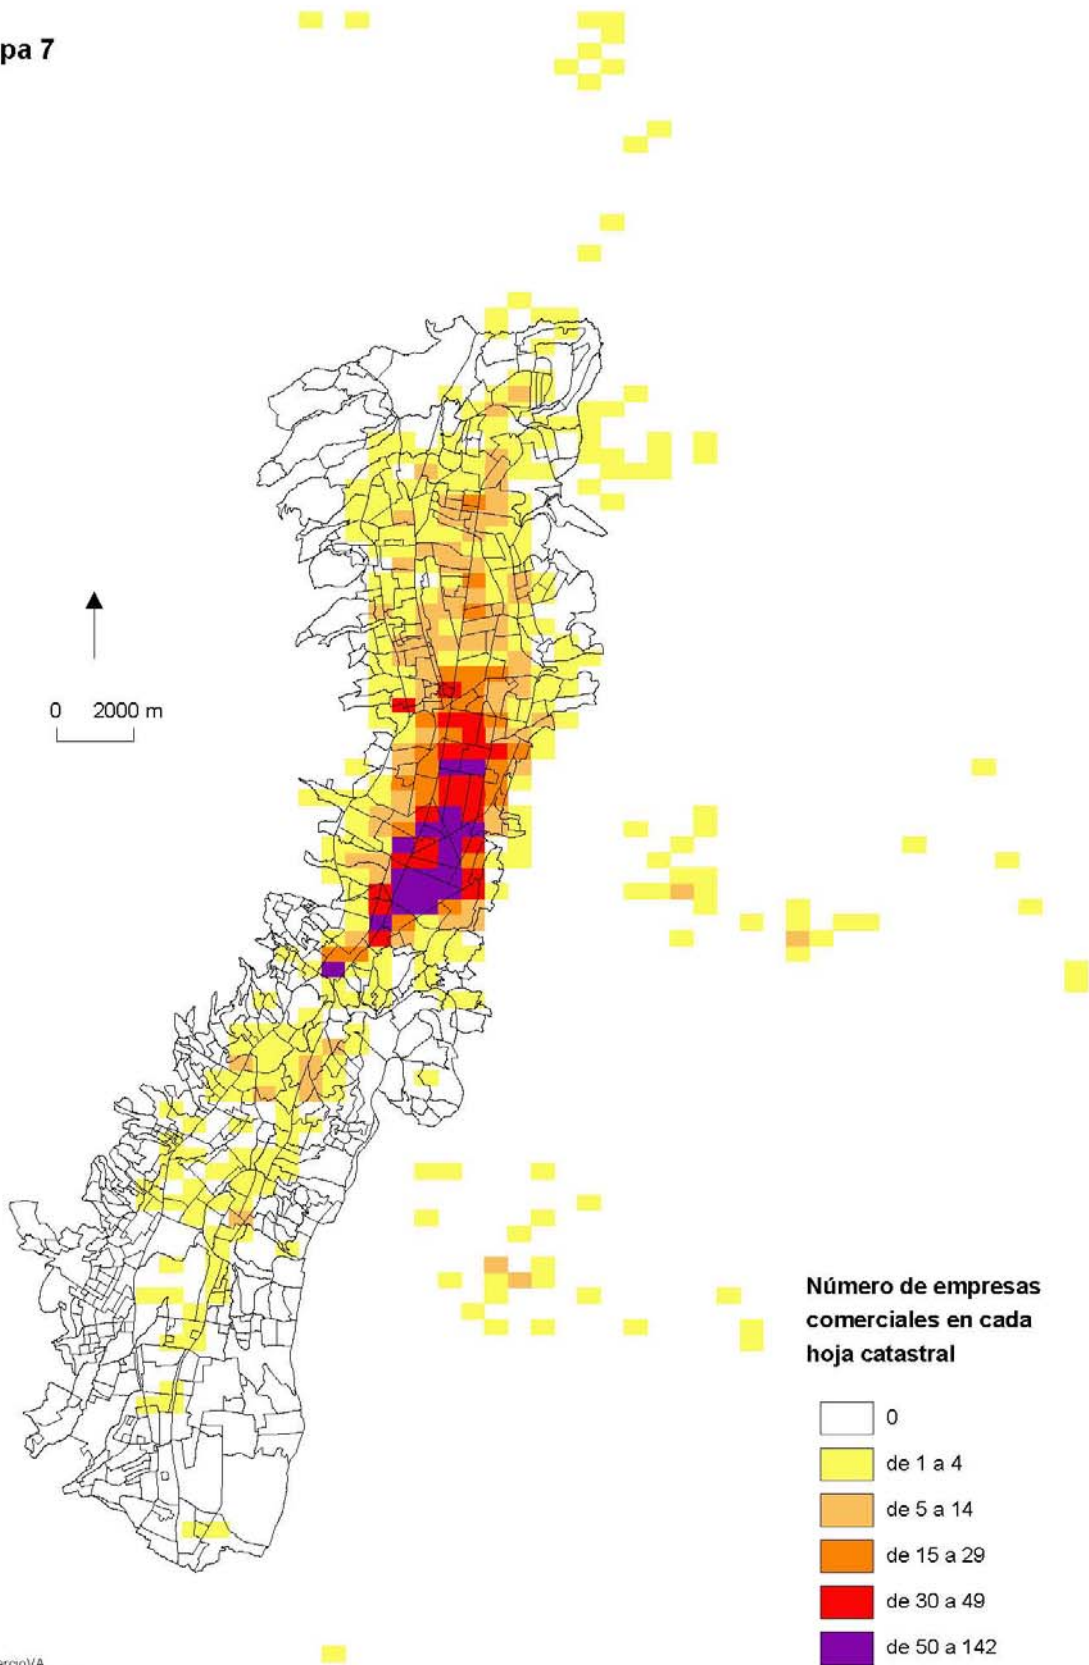 pa 7
0 2000 m
Número de empresas
comerciales en cada
hoja catastral
0
de 1 a 4
de 5 a 14
de 15 a 29
de 30 a 49
de 50 a 142